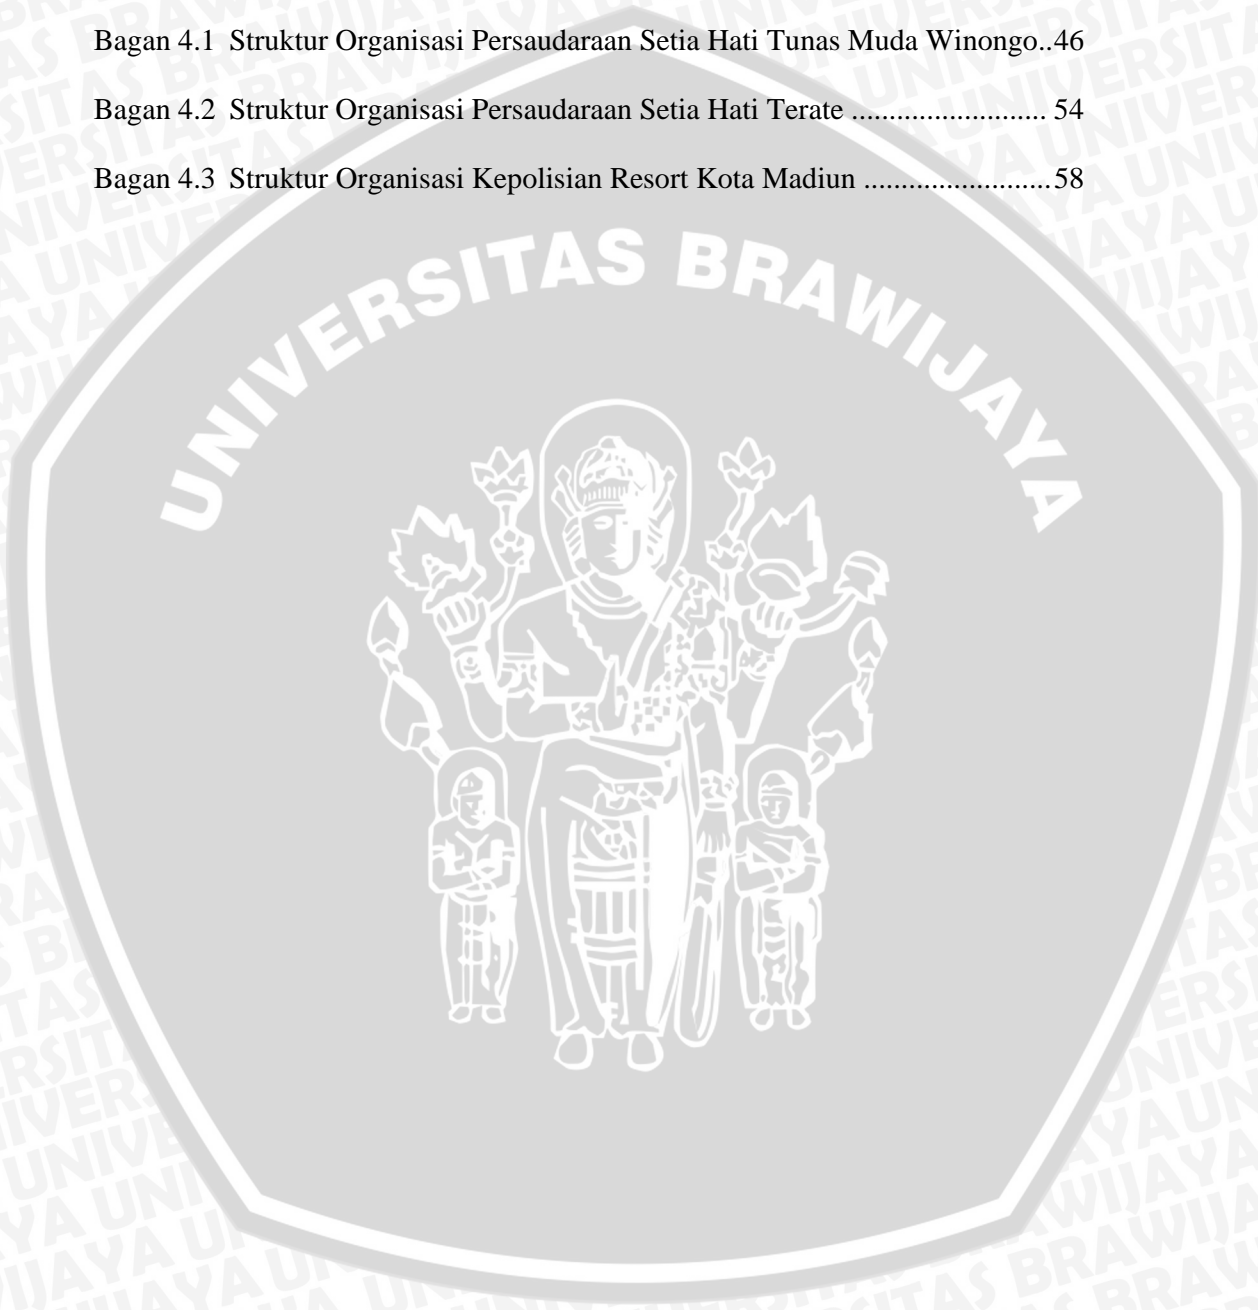 Bagan 4.1 Struktur Organisasi Persaudaraan Setia Hati Tunas Muda Winongo..46
Bagan 4.2 Struktur Organisasi Persaudaraan Setia Hati Terate .......................... 54
Bagan 4.3 Struktur Organisasi Kepolisian Resort Kota Madiun .........................58
UNIVERSITAS BRAWIJAYA